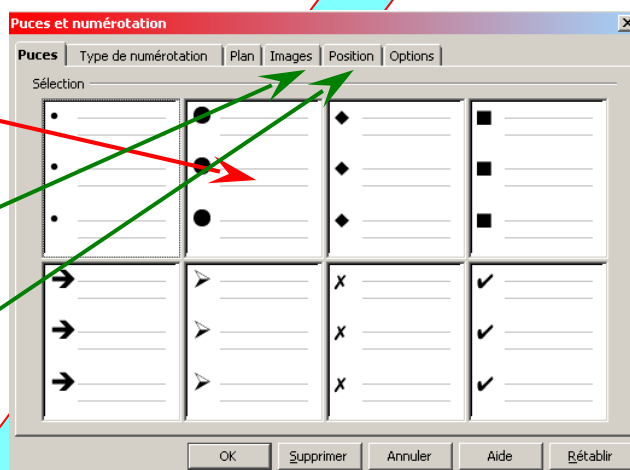 Puces et numérotation
Puces Type de numérotation Plan Images Position Options
Sélection
OK Supprimer Annuler Aide Rétablir